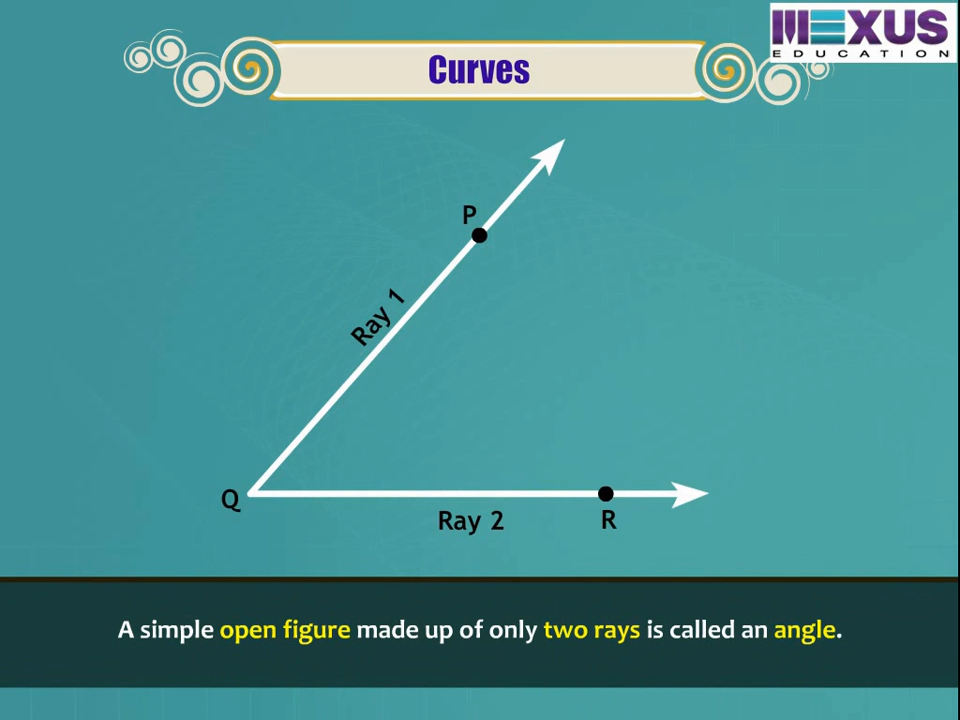 MEXUS
EDUCATION
Curves
P
Ray 1
Q
Ray 2
R
A simple open figure made up of only two rays is called an angle.